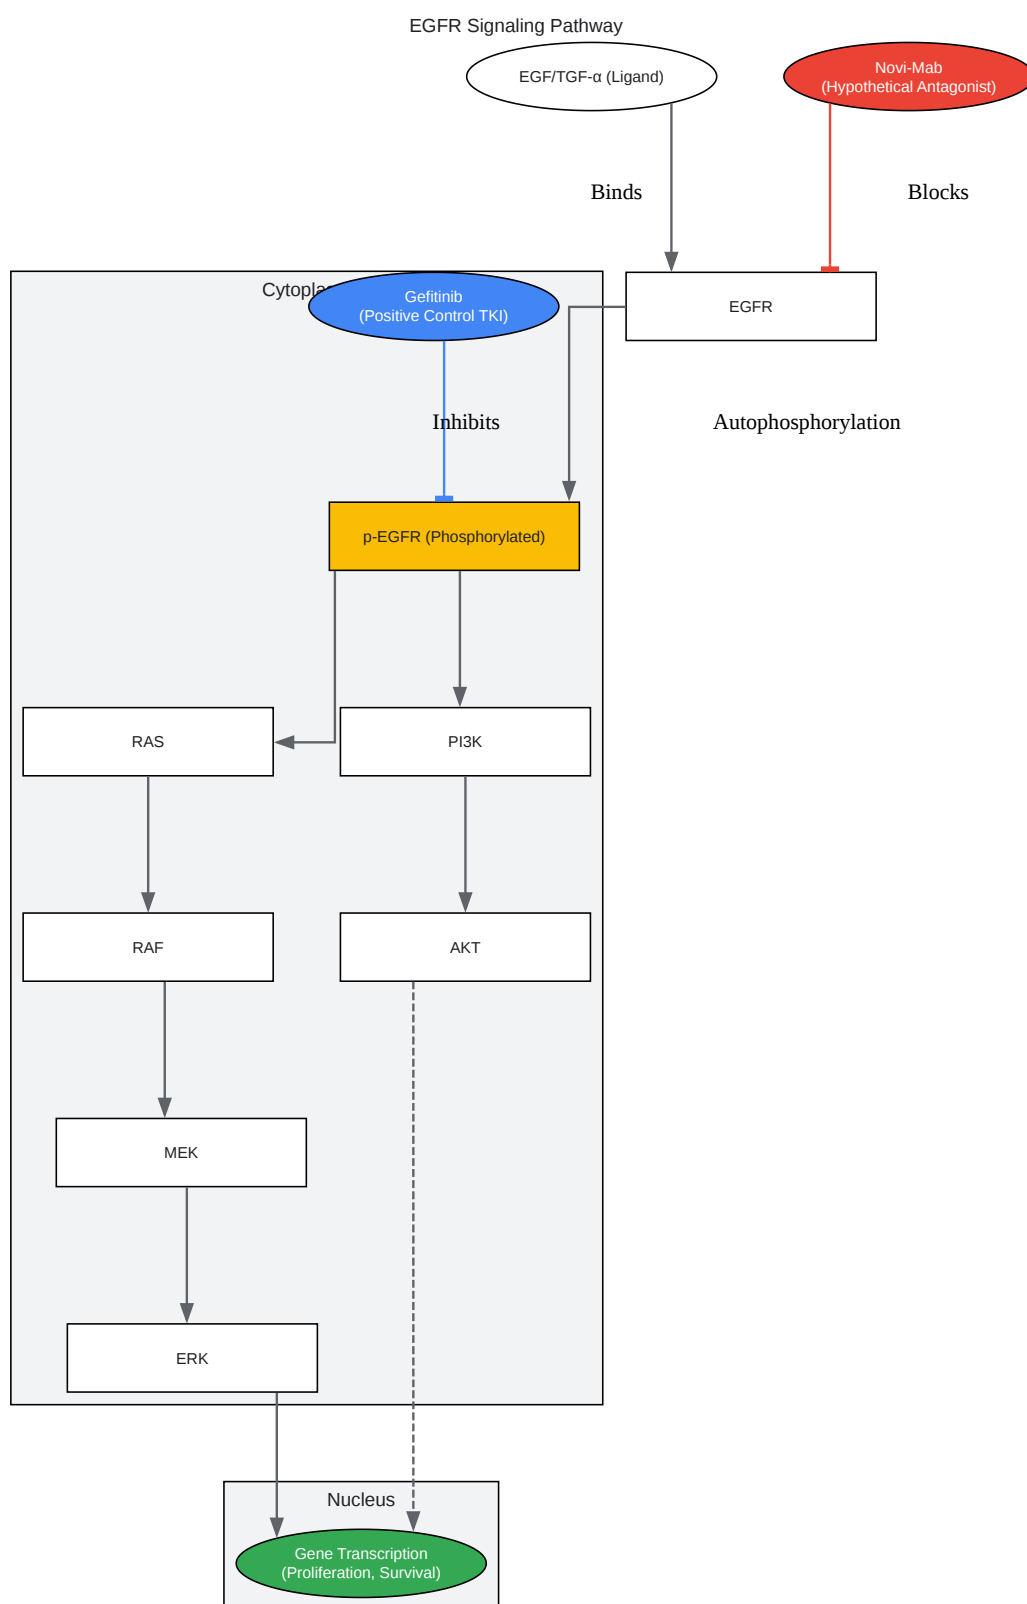 EGFR Signaling Pathway
EGF/TGF-α (Ligand)
Novi-Mab
(Hypothetical Antagonist)
Binds
Blocks
Gefitinib
(Positive Control TKI)
EGFR
Inhibits
Autophosphorylation
p-EGFR (Phosphorylated)
RAS
PI3K
RAF
AKT
MEK
ERK
Nucleus
Gene Transcription
(Proliferation, Survival)